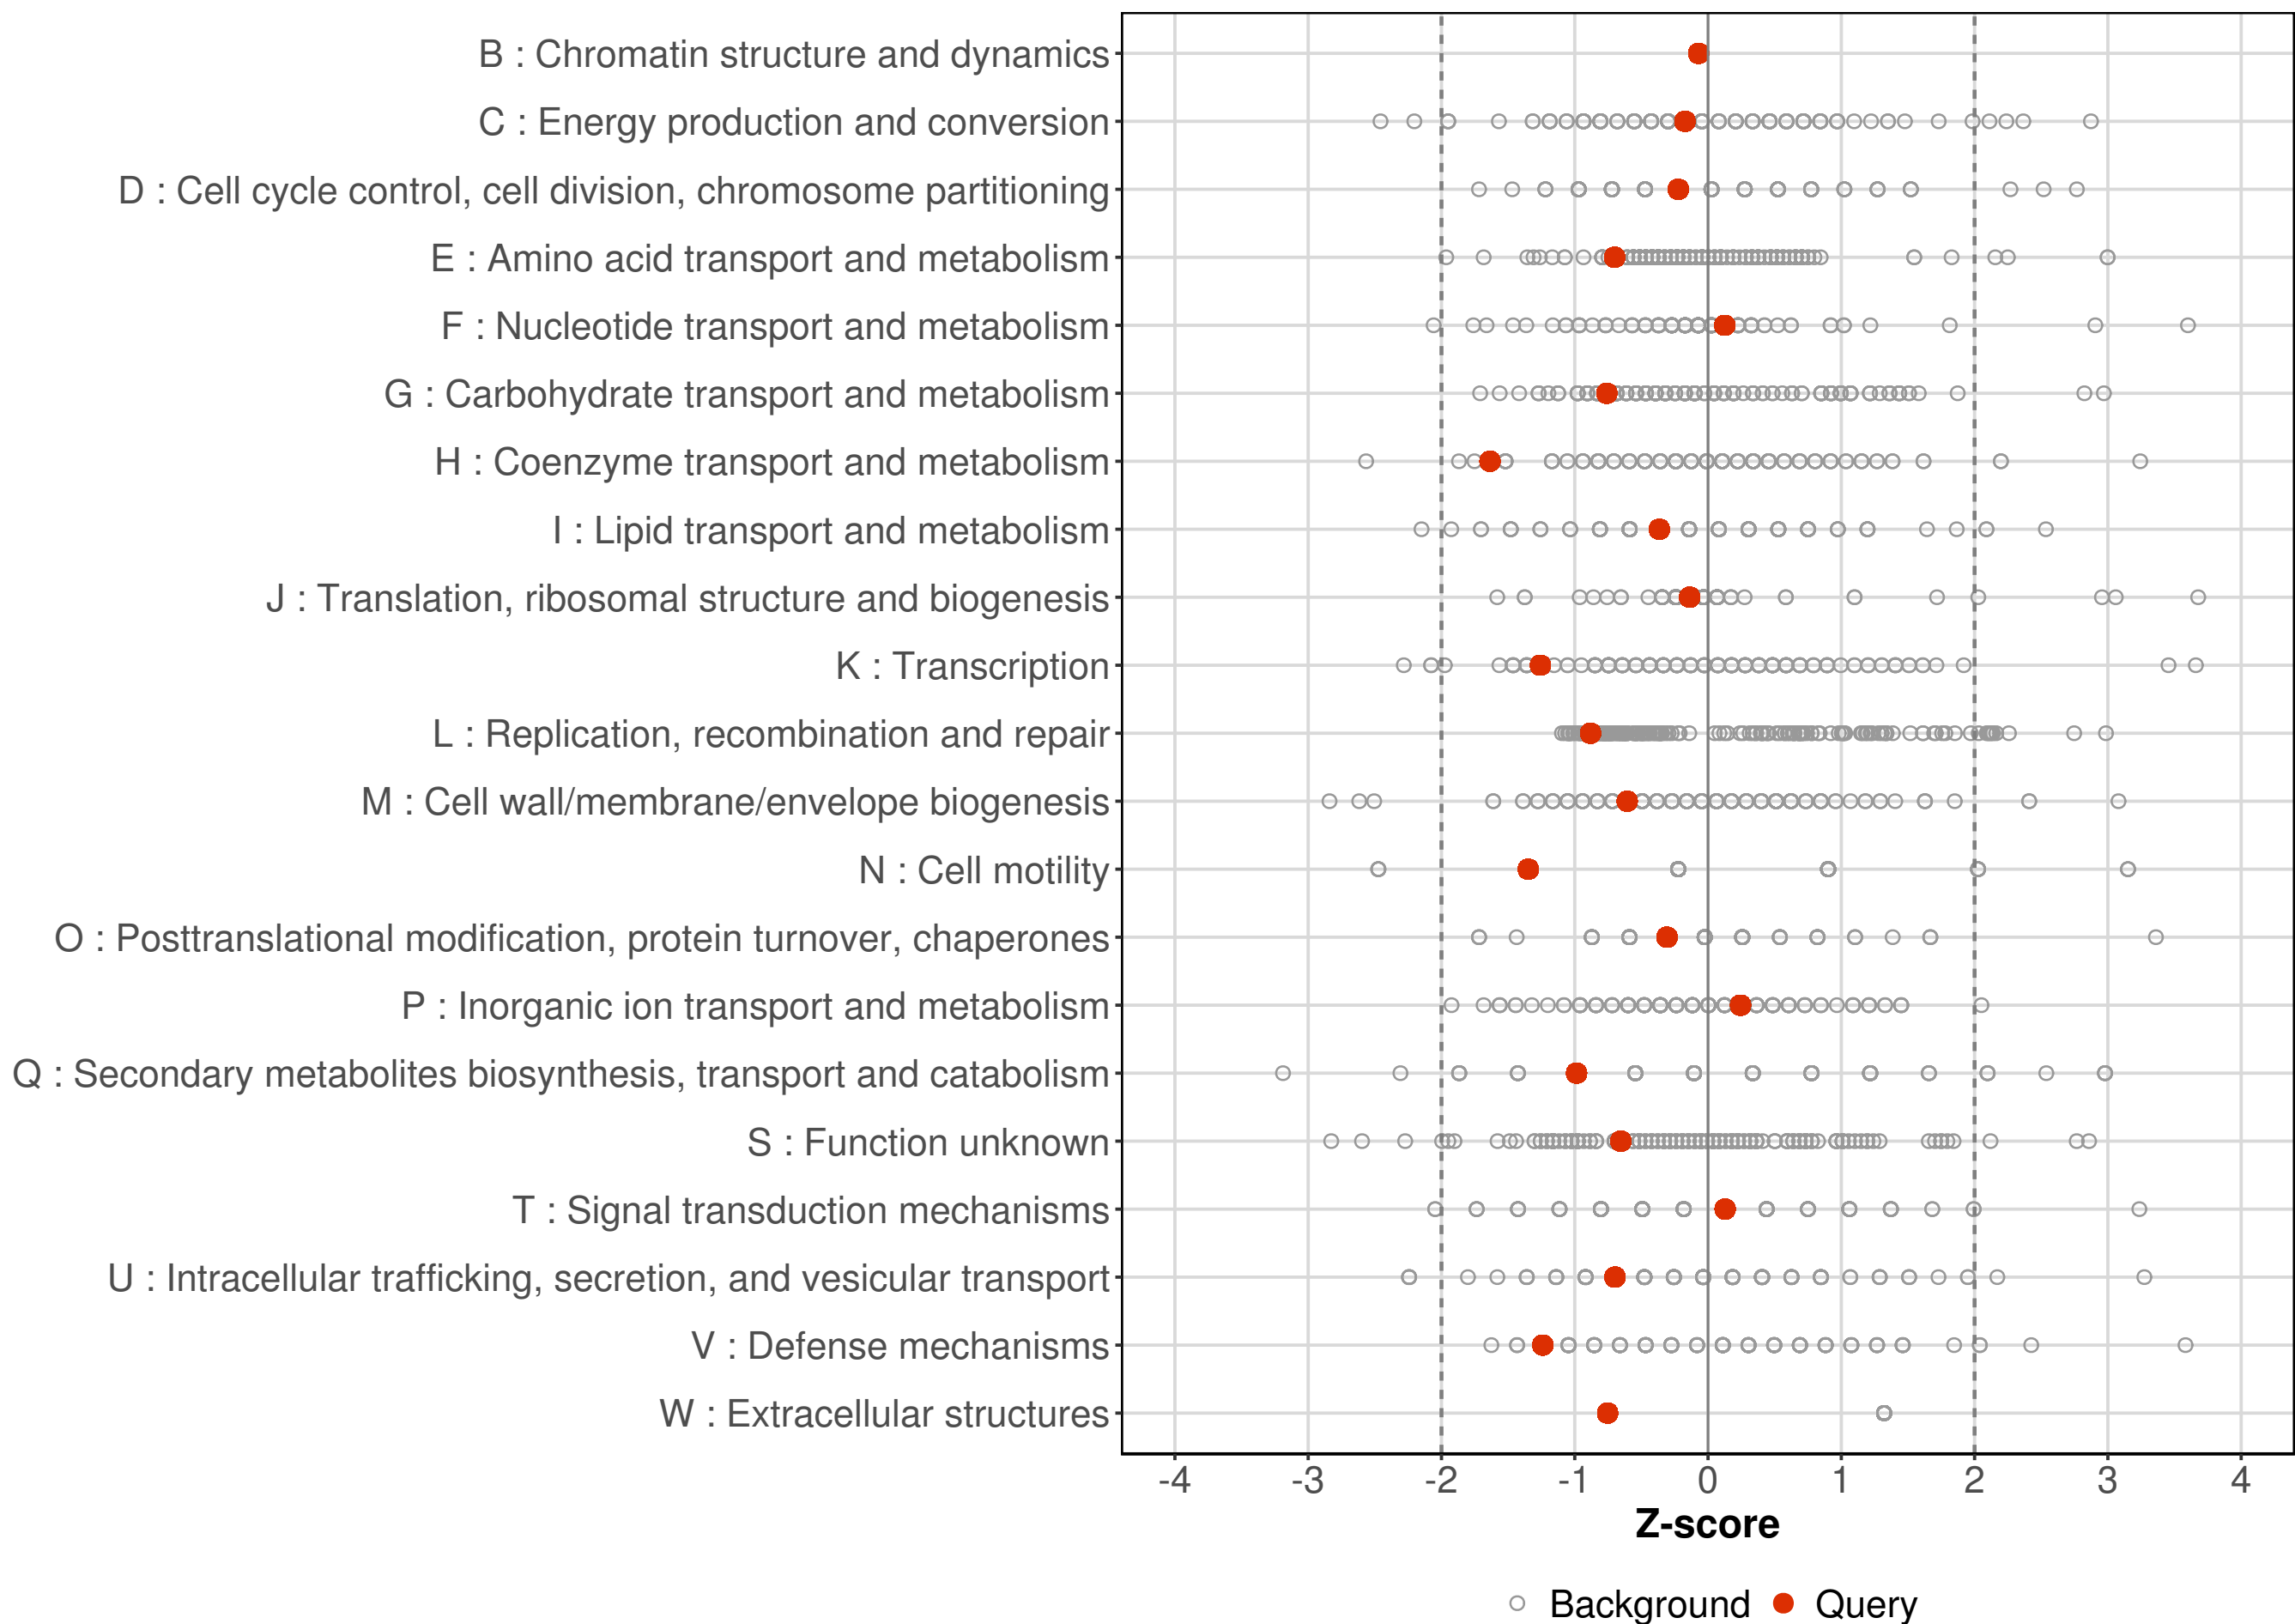 B : Chromatin structure and dynamics
C : Energy production and conversion
D : Cell cycle control, cell division, chromosome partitioning
E : Amino acid transport and metabolism
F : Nucleotide transport and metabolism
G : Carbohydrate transport and metabolism
H : Coenzyme transport and metabolism
I : Lipid transport and metabolism
J : Translation, ribosomal structure and biogenesis
K : Transcription
L : Replication, recombination and repair
M : Cell wall/membrane/envelope biogenesis
N : Cell motility
O : Posttranslational modification, protein turnover, chaperones
P : Inorganic ion transport and metabolism
Q : Secondary metabolites biosynthesis, transport and catabolism
S : Function unknown
T : Signal transduction mechanisms
U : Intracellular trafficking, secretion, and vesicular transport
V : Defense mechanisms
W : Extracellular structures
-4 -3 -2 -1 0 1 2 3 4
Z-score
Background Query